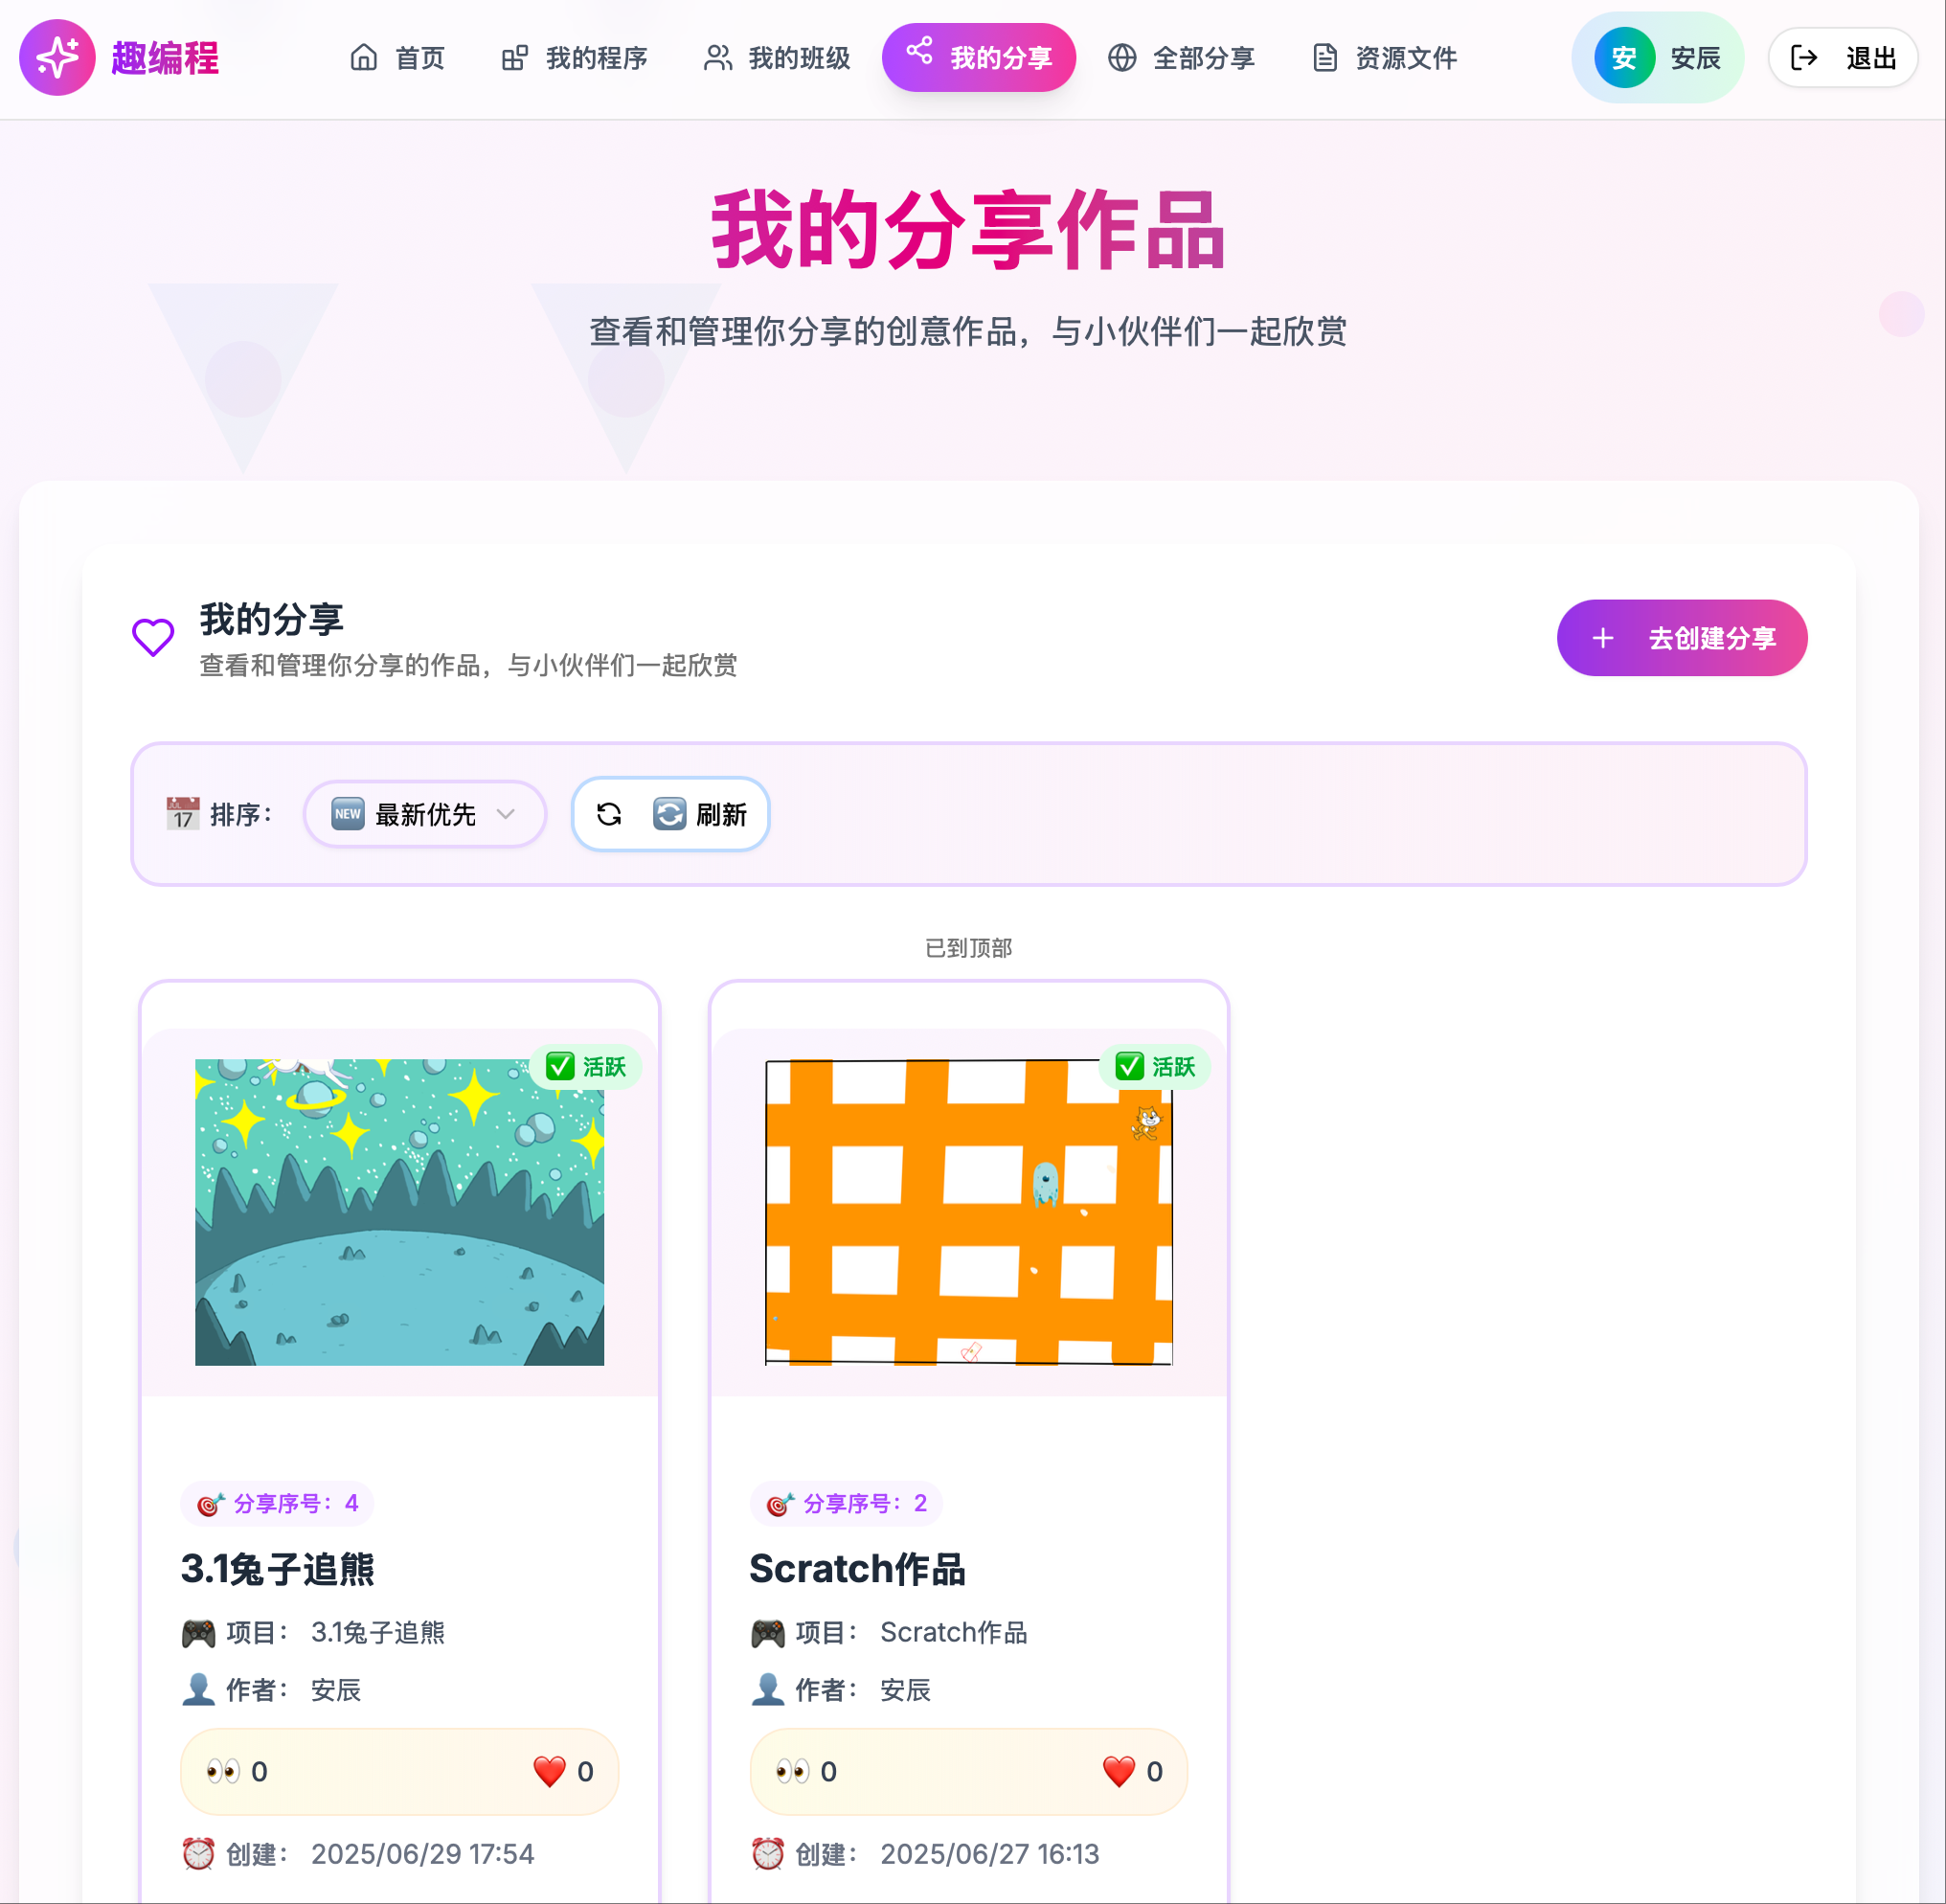 趣编程
首页
我的程序
我的班级
我的分享
全部分享
资源文件
安 安辰
退出
我的分享作品
查看和管理你分享的创意作品，与小伙伴们一起欣赏
我的分享
查看和管理你分享的作品，与小伙伴们一起欣赏
去创建分享
📅 排序：
🆕 最新优先
🔄 刷新
已到顶部
✅ 活跃
🎯 分享序号：4
3.1兔子追熊
🎮 项目： 3.1兔子追熊
👤 作者： 安辰
👀 0
❤️ 0
⏰ 创建： 2025/06/29 17:54
✅ 活跃
🎯 分享序号：2
Scratch作品
🎮 项目： Scratch作品
👤 作者： 安辰
👀 0
❤️ 0
⏰ 创建： 2025/06/27 16:13